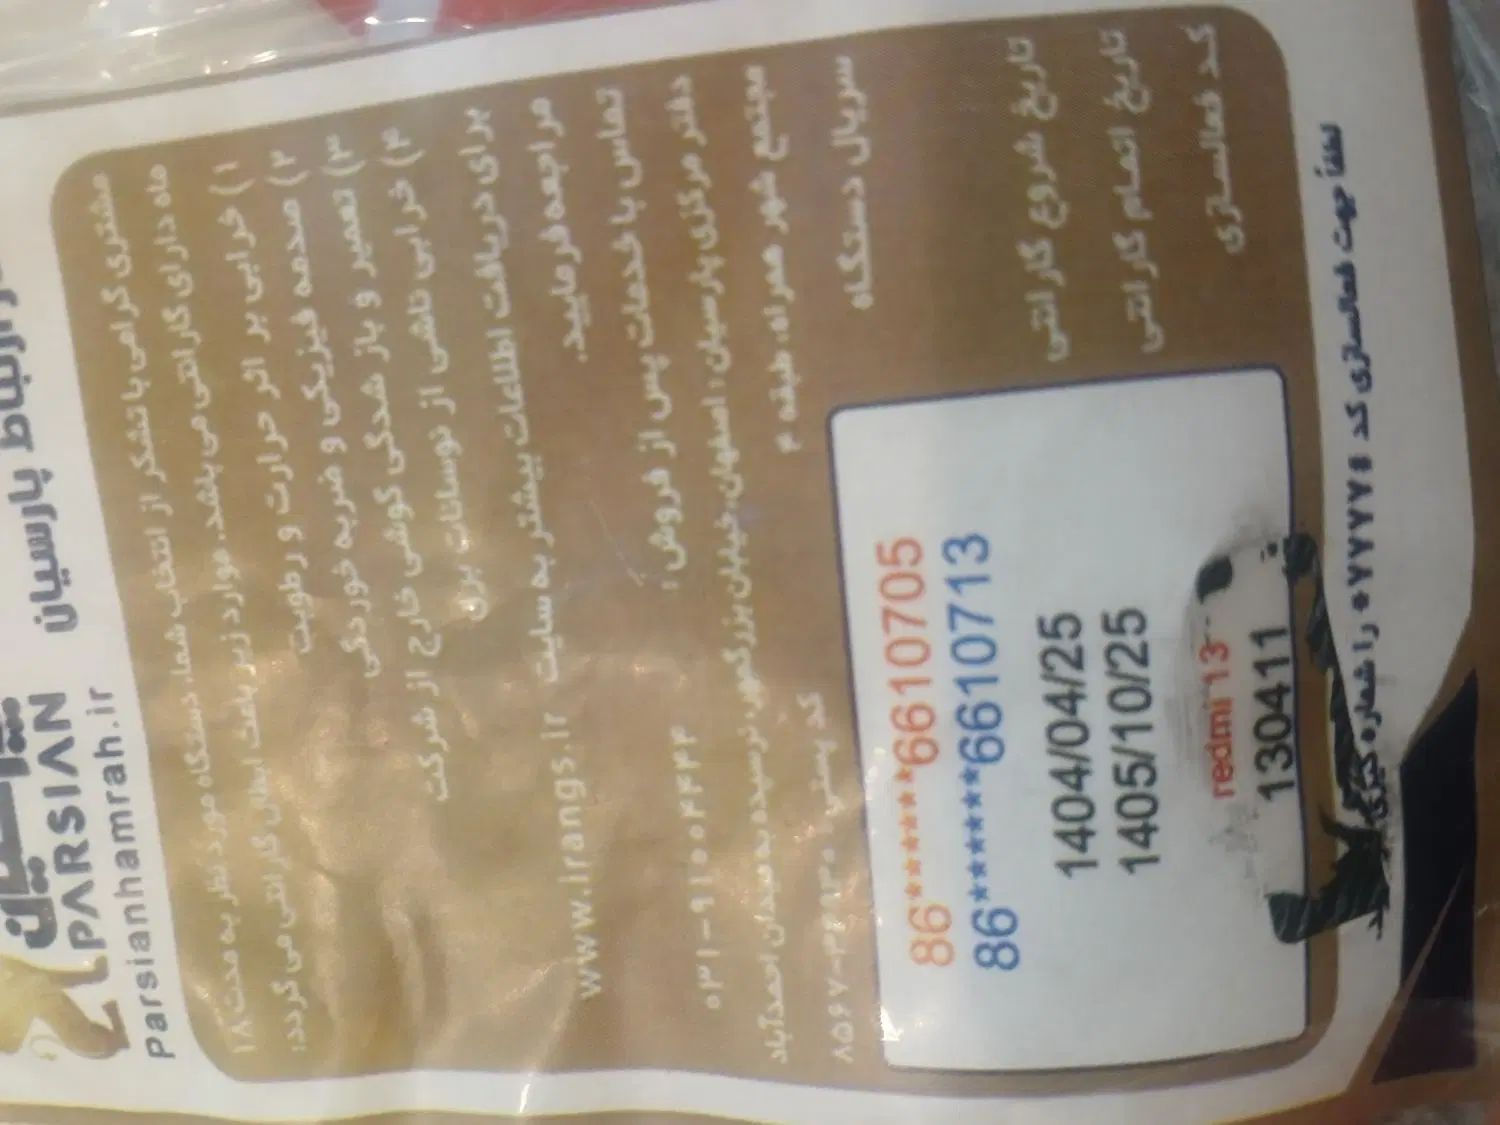 ارتباط پارسیان
PARSIAN
Parsianhamrah.ir
مشتری گرامی با تشکر از انتخاب شما، دستگاه مورد نظر به مدت ۱۸
ماه دارای گارانتی می باشد. موارد زیر باعث ابطال گارانتی می گردد:
۱) خرابی بر اثر حرارت و رطوبت
۲) صدمه فیزیکی و ضربه خوردگی
۳) تعمیر و باز شدگی گوشی خارج از شرکت
۴) خرابی ناشی از نوسانات برق
برای دریافت اطلاعات بیشتر به سایت www.irangs.ir
مراجعه فرمایید.
تماس با خدمات پس از فروش: ۰۳۱-۹۱۰۰۴۴۴۴
دفتر مرکزی پارسیان: اصفهان، خیابان بزرگمهر، نرسیده به میدان احمدآباد
مجتمع شهر همراه، طبقه ۴ کد پستی:
سریال دستگاه 86*******6610705
86*******6610713
تاریخ شروع گارانتی 1404/04/25
تاریخ اتمام گارانتی 1405/10/25
کد فعالسازی redmi 13
130411
لطفاً جهت فعالسازی کد را شماره گیری